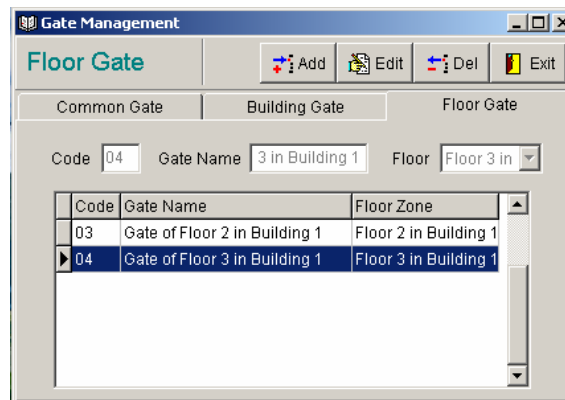 Gate Management
Floor Gate Add Edit Del Exit
Common Gate Building Gate Floor Gate
Code 04 Gate Name 3 in Building 1 Floor Floor 3 in
Code Gate Name Floor Zone
03 Gate of Floor 2 in Building 1 Floor 2 in Building 1
04 Gate of Floor 3 in Building 1 Floor 3 in Building 1